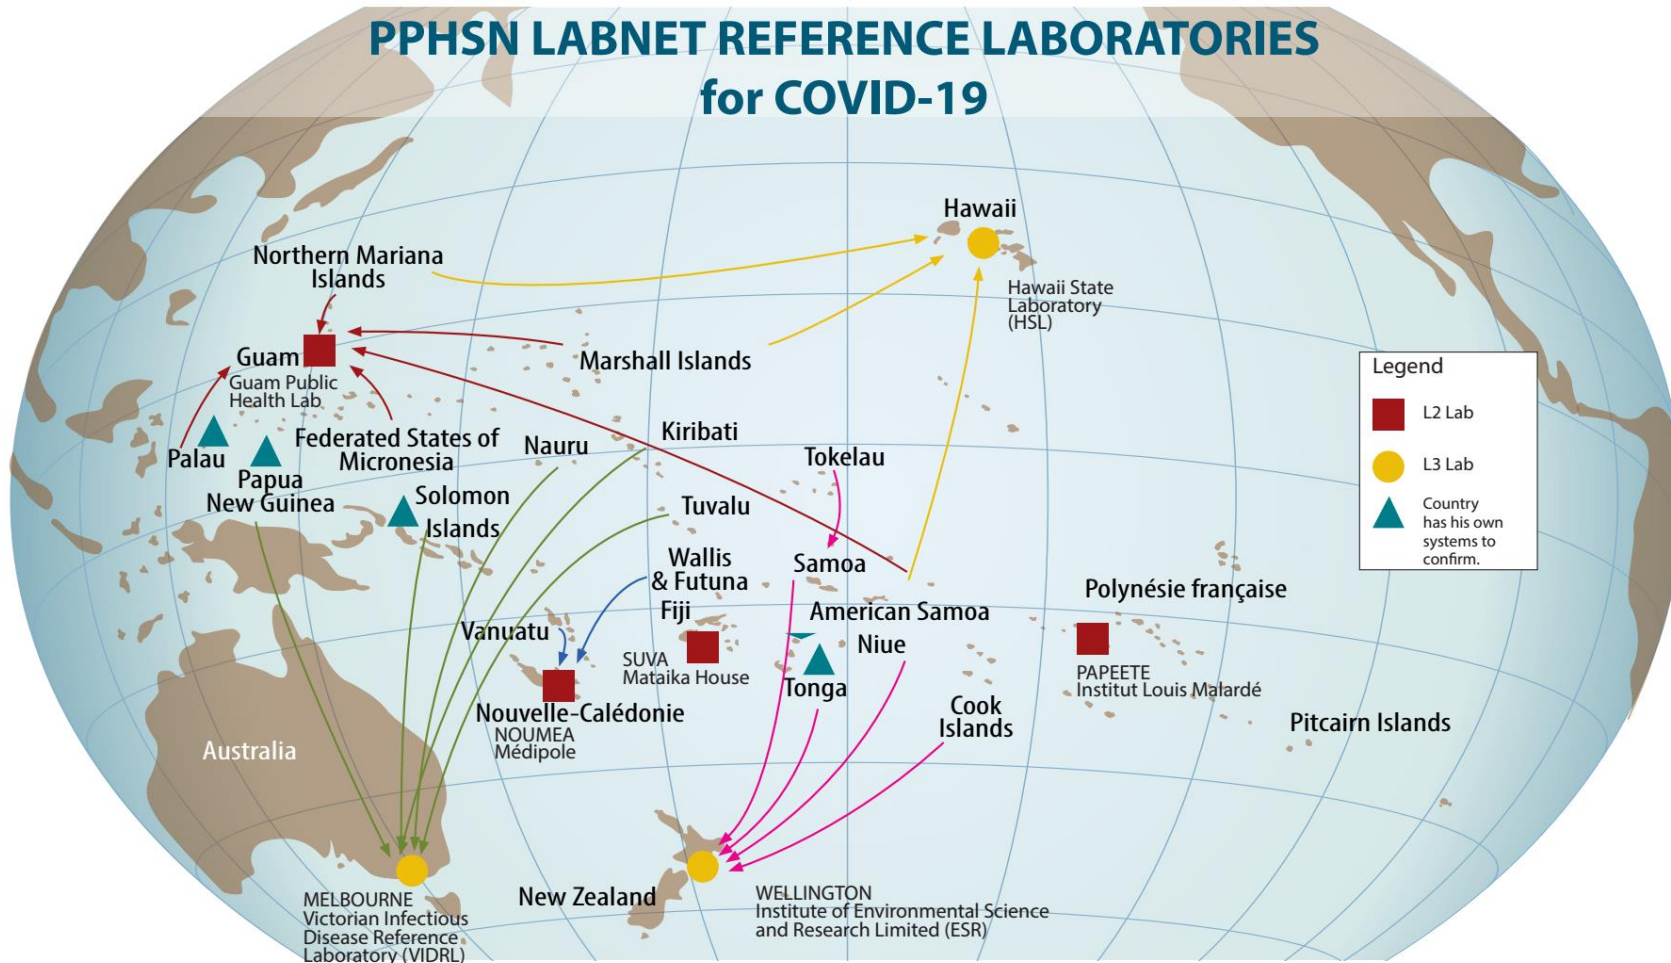 PPHSN LABNET REFERENCE LABORATORIES
for COVID-19
Hawaii
Hawaii State
Laboratory
(HSL)
Northern Mariana
Islands
Guam
Guam Public
Health Lab
Marshall Islands
Legend
L2 Lab
L3 Lab
Country
has his own
systems to
confirm.
Palau
Federated States of
Micronesia
Nauru
Kiribati
Tokelau
Papua
New Guinea
Solomon
Islands
Tuvalu
Wallis
& Futuna
Samoa
Fiji
SUVA
Mataika House
Vanuatu
American Samoa
Niue
Polynésie française
PAPEETE
Institut Louis Malardé
Tonga
Nouvelle-Calédonie
NOUMEA
Médipole
Cook
Islands
Pitcairn Islands
Australia
New Zealand
MELBOURNE
Victorian Infectious
Disease Reference
Laboratory (VIDRL)
WELLINGTON
Institute of Environmental Science
and Research Limited (ESR)